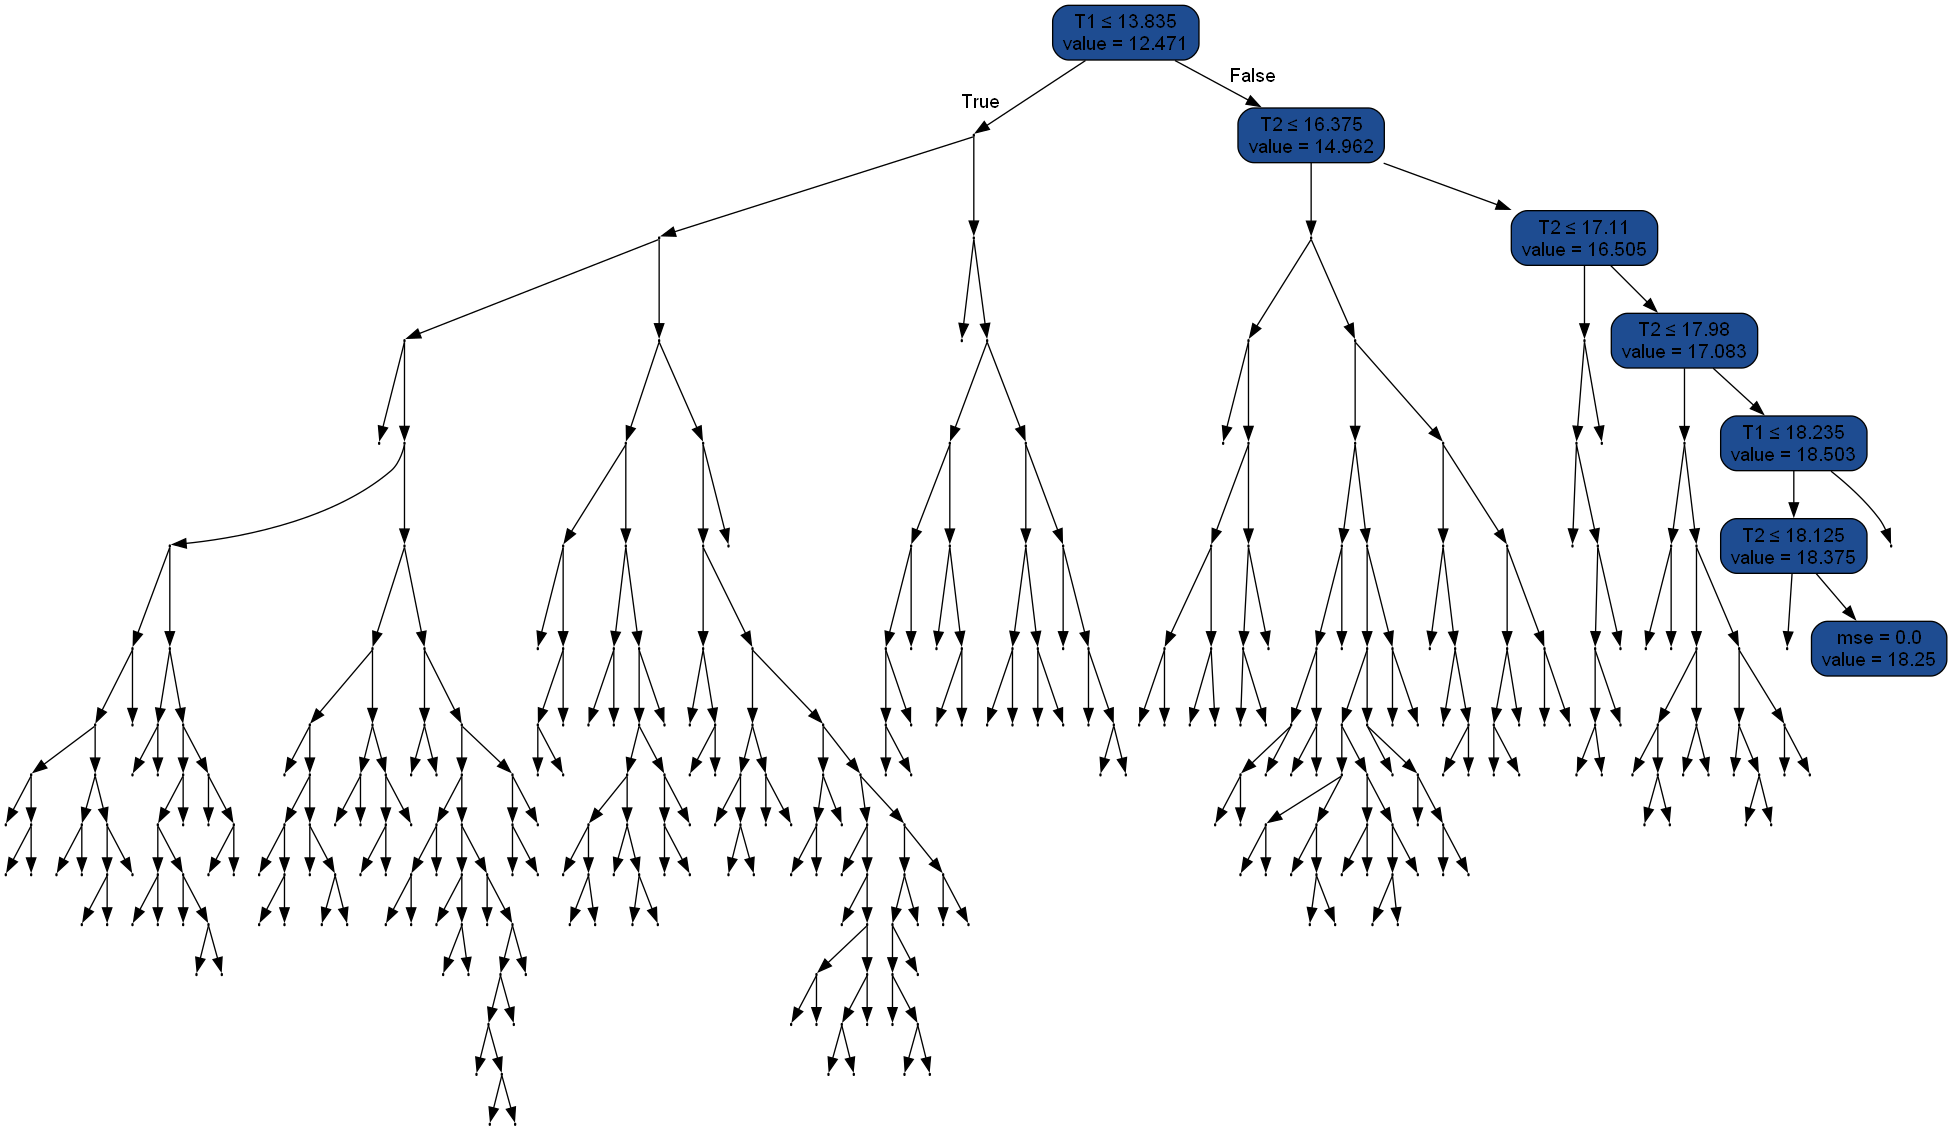 T1 ≤ 13.835
value = 12.471
True
False
T2 ≤ 16.375
value = 14.962
T2 ≤ 17.11
value = 16.505
T2 ≤ 17.98
value = 17.083
T1 ≤ 18.235
value = 18.503
T2 ≤ 18.125
value = 18.375
mse = 0.0
value = 18.25